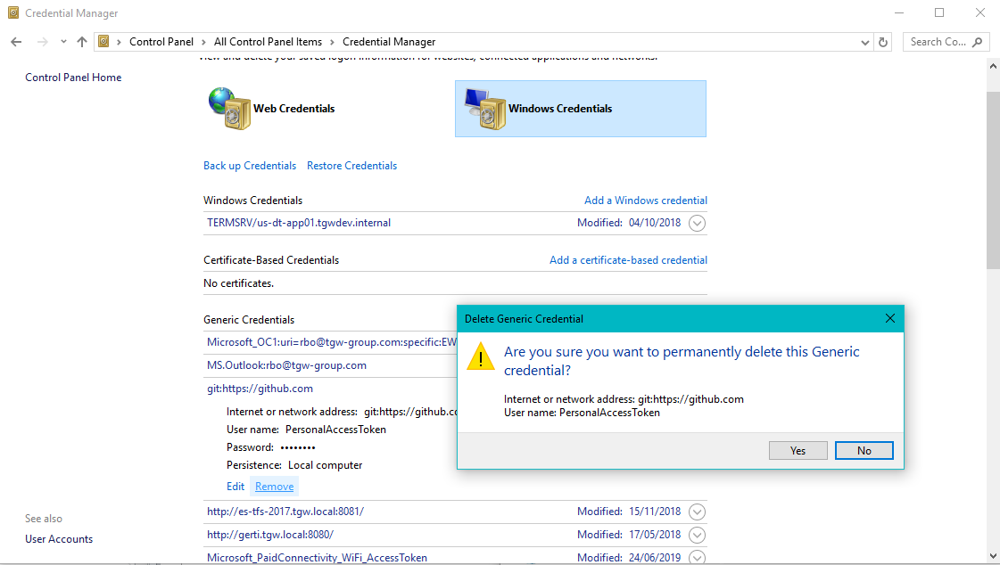 Credential Manager
Control Panel > All Control Panel Items > Credential Manager
Search Co...
Control Panel Home
View and delete your saved logon information for websites, connected applications and networks.
Web Credentials
Windows Credentials
Back up Credentials Restore Credentials
Windows Credentials Add a Windows credential
TERMSRV/us-dt-app01.tgwdev.internal Modified: 04/10/2018
Certificate-Based Credentials Add a certificate-based credential
No certificates.
Generic Credentials
Microsoft_OC1:uri=rbo@tgw-group.com:specific:EW
MS.Outlook:rbo@tgw-group.com
git:https://github.com
Internet or network address: git:https://github.co
User name: PersonalAccessToken
Password: ••••••••
Persistence: Local computer
Edit Remove
Delete Generic Credential
Are you sure you want to permanently delete this Generic
credential?
Internet or network address: git:https://github.com
User name: PersonalAccessToken
Yes No
http://es-tfs-2017.tgw.local:8081/ Modified: 15/11/2018
http://gerti.tgw.local:8080/ Modified: 17/05/2018
Microsoft_PaidConnectivity_WiFi_AccessToken Modified: 24/06/2019
See also
User Accounts